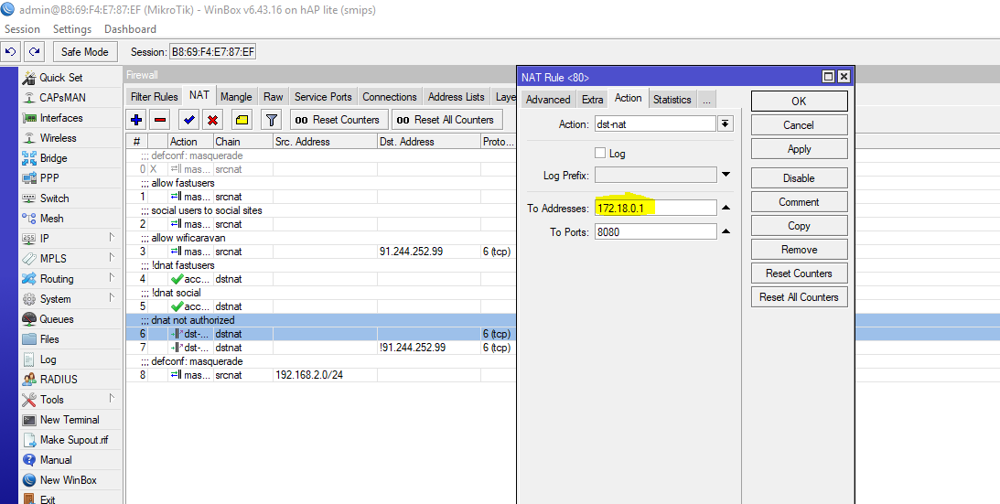 admin@B8:69:F4:E7:87:EF (MikroTik) - WinBox v6.43.16 on hAP lite (smips)
Session Settings Dashboard
Safe Mode Session: B8:69:F4:E7:87:EF
Quick Set
CAPsMAN
Interfaces
Wireless
Bridge
PPP
Switch
Mesh
IP
MPLS
Routing
System
Queues
Files
Log
RADIUS
Tools
New Terminal
Make Supout.rif
Manual
New WinBox
Exit
Firewall
Filter Rules NAT Mangle Raw Service Ports Connections Address Lists Laye
Reset Counters Reset All Counters
# Action Chain Src. Address Dst. Address Proto...
;;; defconf: masquerade
0 X mas... srcnat
;;; allow fastusers
1 mas... srcnat
;;; social users to social sites
2 mas... srcnat
;;; allow wificaravan
3 mas... srcnat 91.244.252.99 6 (tcp)
;;; !dnat fastusers
4 acc... dstnat
;;; !dnat social
5 acc... dstnat
;;; dnat not authorized
6 dst-... dstnat 6 (tcp)
7 dst-... dstnat !91.244.252.99 6 (tcp)
;;; defconf: masquerade
8 mas... srcnat 192.168.2.0/24
NAT Rule <80>
Advanced Extra Action Statistics ...
Action: dst-nat
Log
Log Prefix:
To Addresses: 172.18.0.1
To Ports: 8080
OK
Cancel
Apply
Disable
Comment
Copy
Remove
Reset Counters
Reset All Counters